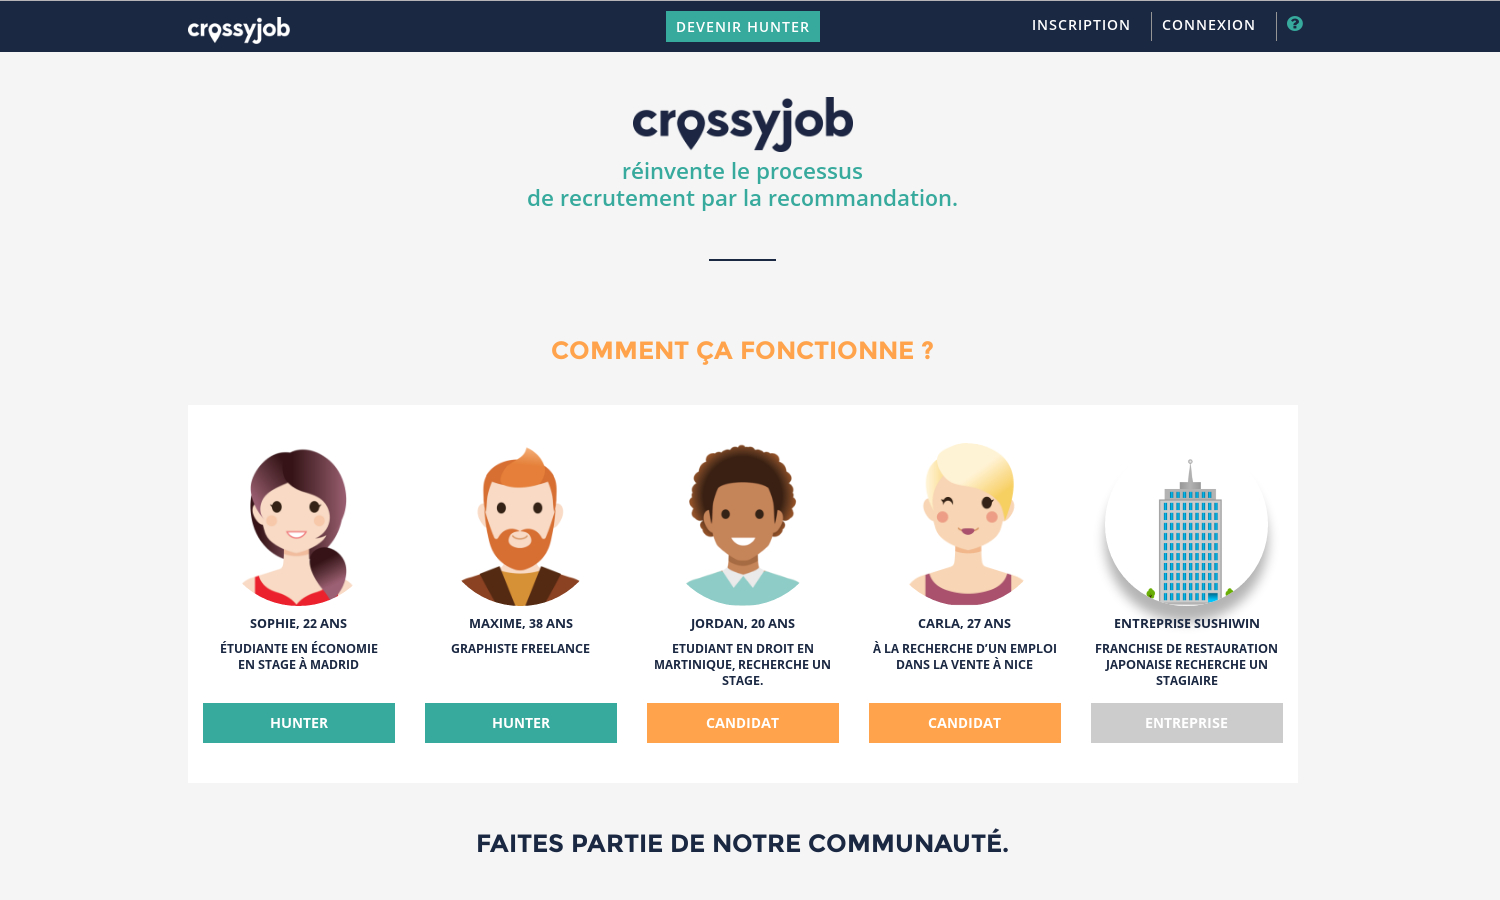 crossyjob
DEVENIR HUNTER
INSCRIPTION
CONNEXION
?
crossyjob
réinvente le processus
de recrutement par la recommandation.
COMMENT ÇA FONCTIONNE ?
SOPHIE, 22 ANS
ÉTUDIANTE EN ÉCONOMIE
EN STAGE À MADRID
HUNTER
MAXIME, 38 ANS
GRAPHISTE FREELANCE
HUNTER
JORDAN, 20 ANS
ETUDIANT EN DROIT EN
MARTINIQUE, RECHERCHE UN
STAGE.
CANDIDAT
CARLA, 27 ANS
À LA RECHERCHE D’UN EMPLOI
DANS LA VENTE À NICE
CANDIDAT
ENTREPRISE SUSHIWIN
FRANCHISE DE RESTAURATION
JAPONAISE RECHERCHE UN
STAGIAIRE
ENTREPRISE
FAITES PARTIE DE NOTRE COMMUNAUTÉ.